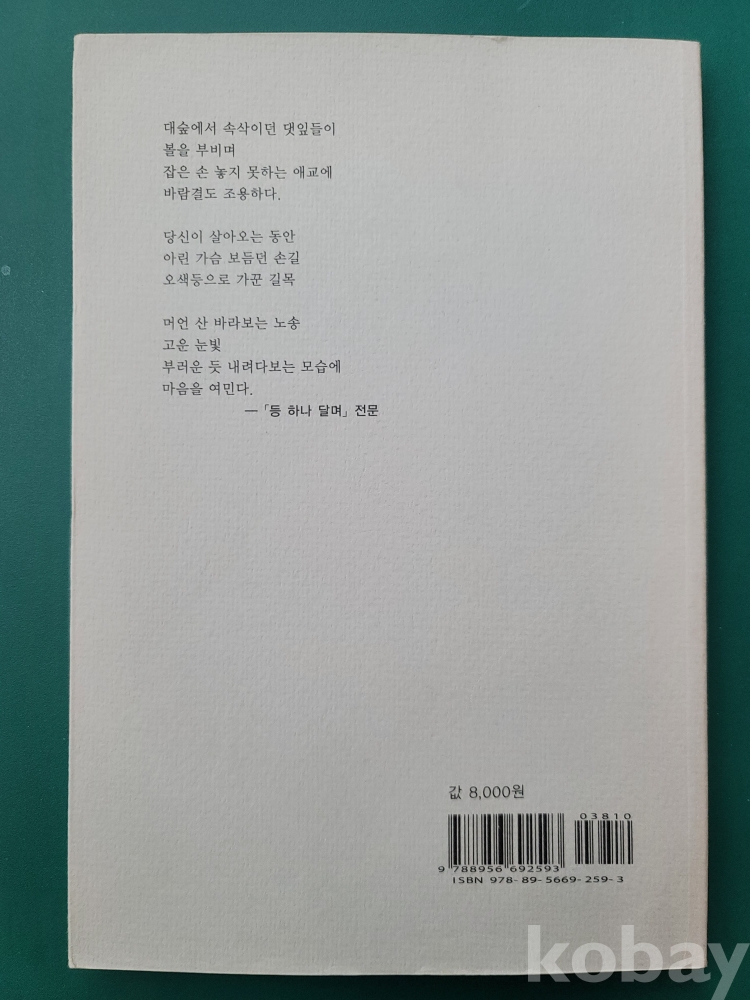 대숲에서 속삭이던 댓잎들이
볼을 부비며
잡은 손 놓지 못하는 애교에
바람결도 조용하다.
당신이 살아오는 동안
아린 가슴 보듬던 손길
오색등으로 가꾼 길목
머언 산 바라보는 노송
고운 눈빛
부러운 듯 내려다보는 모습에
마음을 여민다.
—「등 하나 달며」 전문
값 8,000원
03810
9 788956 692593
ISBN 978-89-5669-259-3
kobay